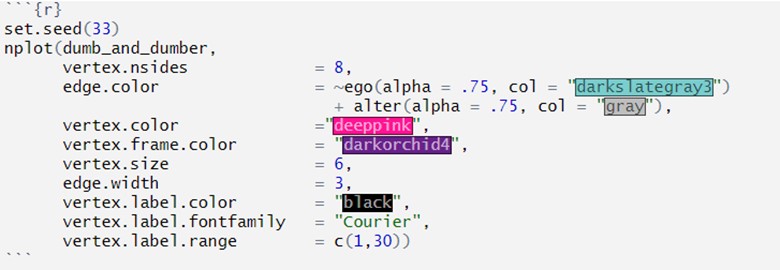 ```{r}
set.seed(33)
nplot(dumb_and_dumber,
      vertex.nsides           = 8,
      edge.color              = ~ego(alpha = .75, col = "darkslategray3")
                                + alter(alpha = .75, col = "gray"),
      vertex.color            ="deeppink",
      vertex.frame.color      = "darkorchid4",
      vertex.size             = 6,
      edge.width              = 3,
      vertex.label.color      = "black",
      vertex.label.fontfamily = "Courier",
      vertex.label.range      = c(1,30))
```